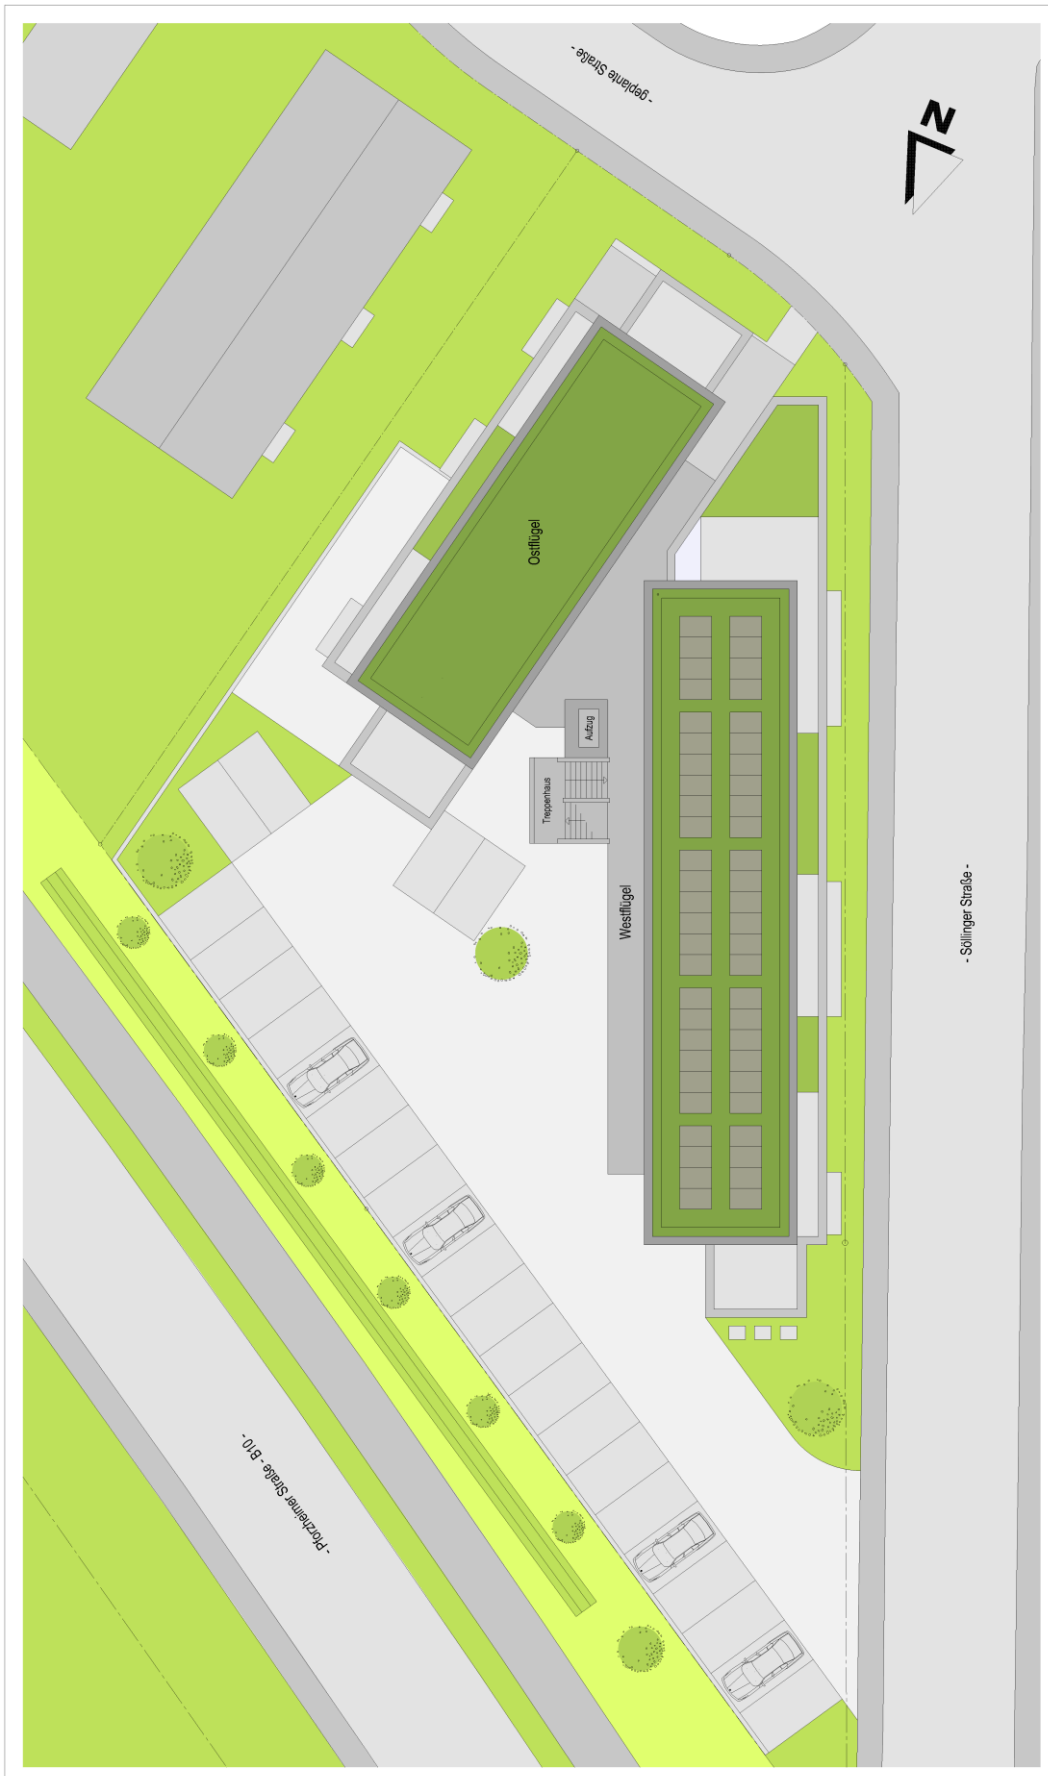 - geplante Straße -
N
Ostflügel
Aufzug
Treppenhaus
Westflügel
- Söllinger Straße -
- Pforzheimer Straße - B10 -